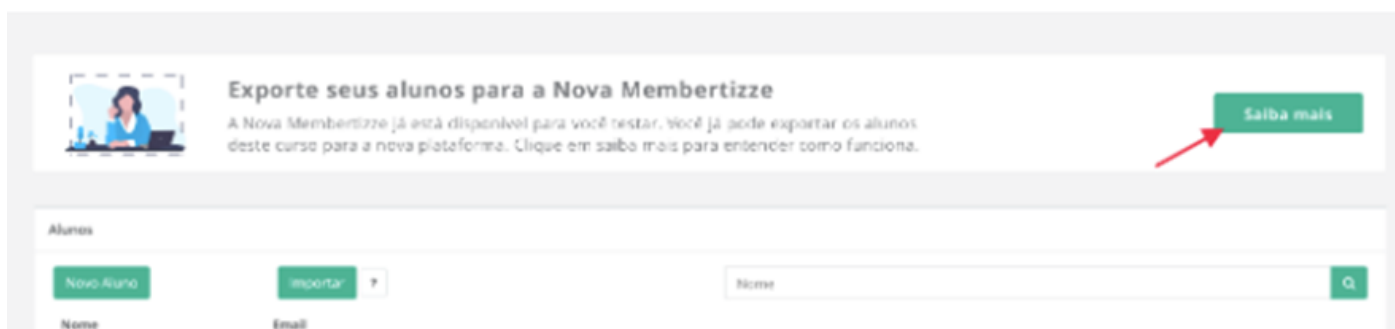 Exporte seus alunos para a Nova Membertizze
A Nova Membertizze já está disponível para você testar. Você já pode exportar os alunos
deste curso para a nova plataforma. Clique em saiba mais para entender como funciona.
Saiba mais
Alunos
Novo Aluno
Importar
?
Nome
Nome
Email